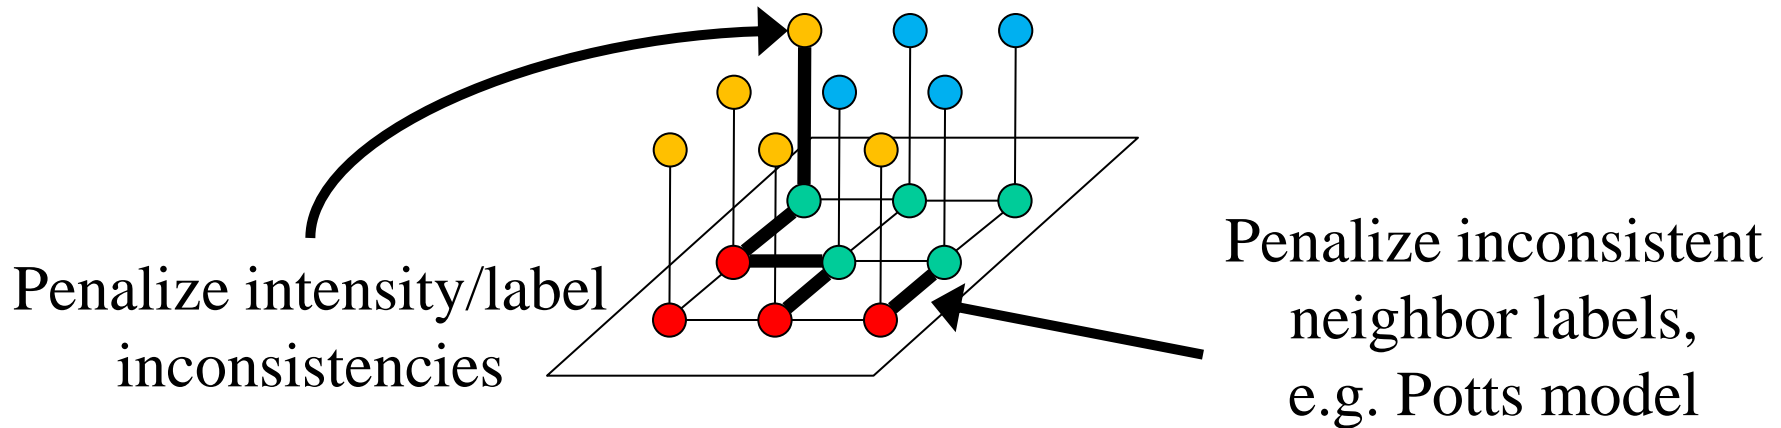 Penalize intensity/label
inconsistencies
Penalize inconsistent
neighbor labels,
e.g. Potts model